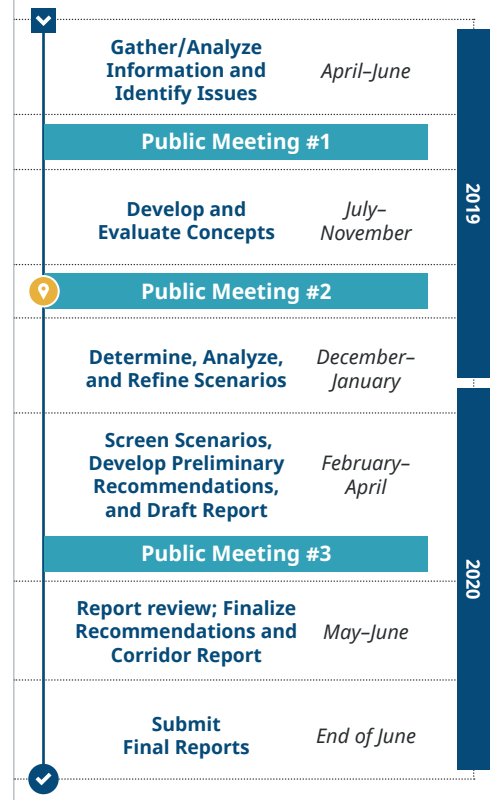 Gather/Analyze
Information and
Identify Issues
April–June
Public Meeting #1
2019
Develop and
Evaluate Concepts
July–
November
Public Meeting #2
Determine, Analyze,
and Refine Scenarios
December–
January
Screen Scenarios,
Develop Preliminary
Recommendations,
and Draft Report
February–
April
Public Meeting #3
2020
Report review; Finalize
Recommendations and
Corridor Report
May–June
Submit
Final Reports
End of June